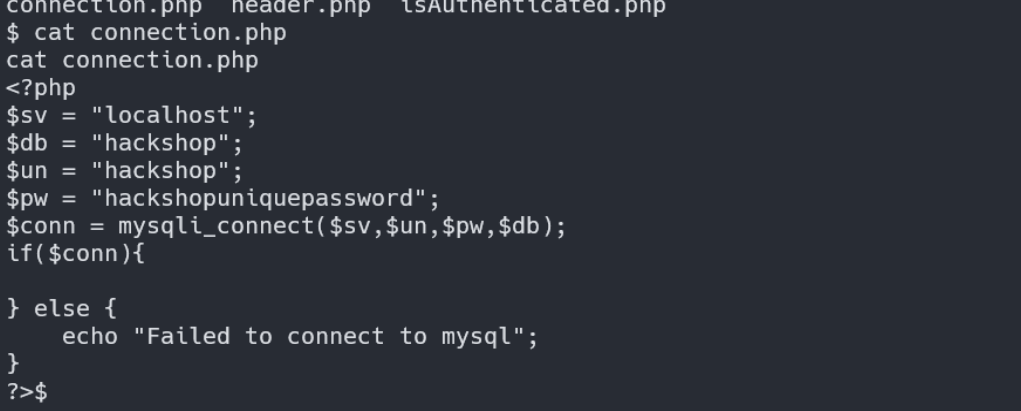 connection.php  header.php  isAuthenticated.php
$ cat connection.php
cat connection.php
<?php
$sv = "localhost";
$db = "hackshop";
$un = "hackshop";
$pw = "hackshopuniquepassword";
$conn = mysqli_connect($sv,$un,$pw,$db);
if($conn){

} else {
    echo "Failed to connect to mysql";
}
?>$